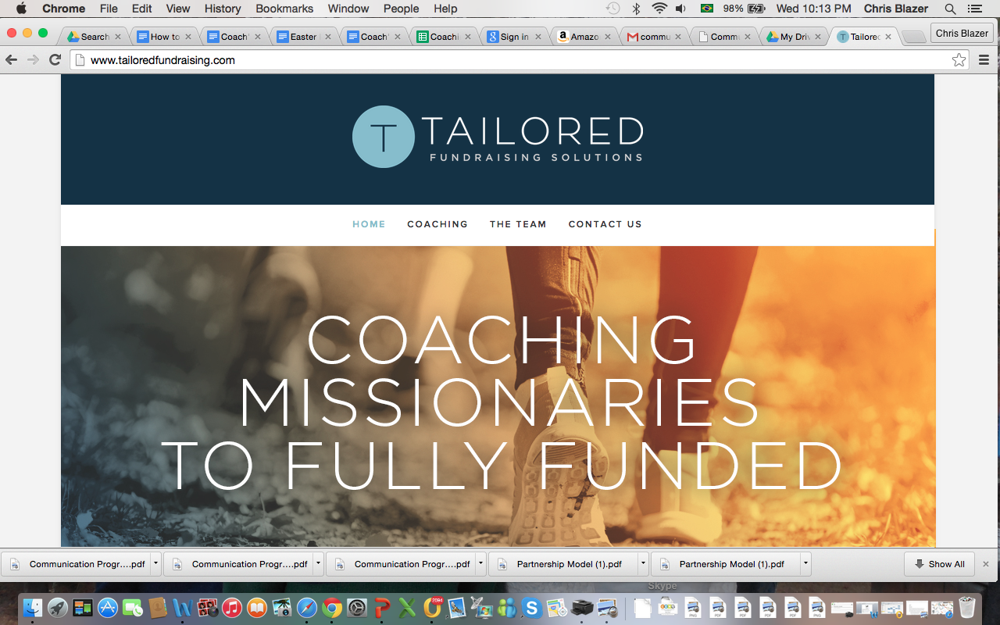 Chrome File Edit View History Bookmarks Window People Help 98% Wed 10:13 PM Chris Blazer
Search How to Coach' Easter Coach' Coachi Sign in Amazo commu Comm My Driv Tailored Chris Blazer
www.tailoredfundraising.com
T TAILORED
FUNDRAISING SOLUTIONS
HOME COACHING THE TEAM CONTACT US
COACHING
MISSIONARIES
TO FULLY FUNDED
Communication Progr....pdf Communication Progr....pdf Communication Progr....pdf Partnership Model (1).pdf Partnership Model (1).pdf Show All
Skype